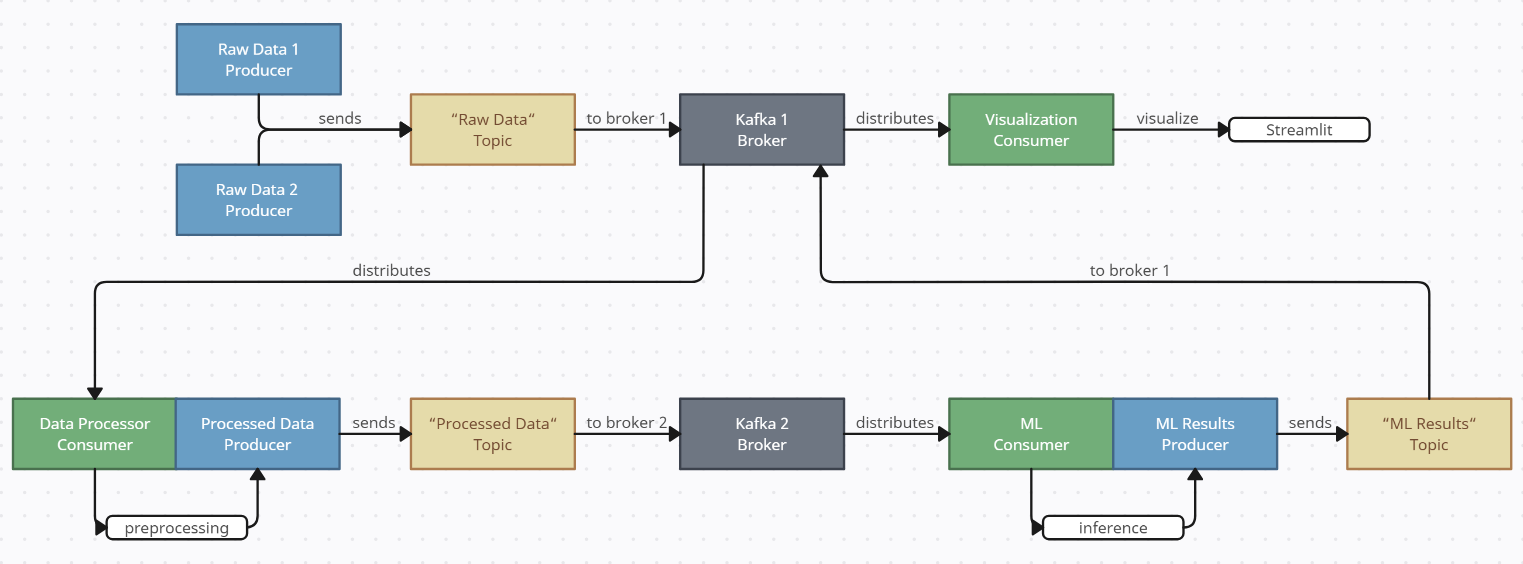 Raw Data 1
Producer
sends
“Raw Data“
Topic
to broker 1
Kafka 1
Broker
distributes
Visualization
Consumer
visualize
Streamlit
Raw Data 2
Producer
distributes
to broker 1
Data Processor
Consumer
Processed Data
Producer
sends
“Processed Data“
Topic
to broker 2
Kafka 2
Broker
distributes
ML
Consumer
ML Results
Producer
sends
“ML Results“
Topic
preprocessing
inference